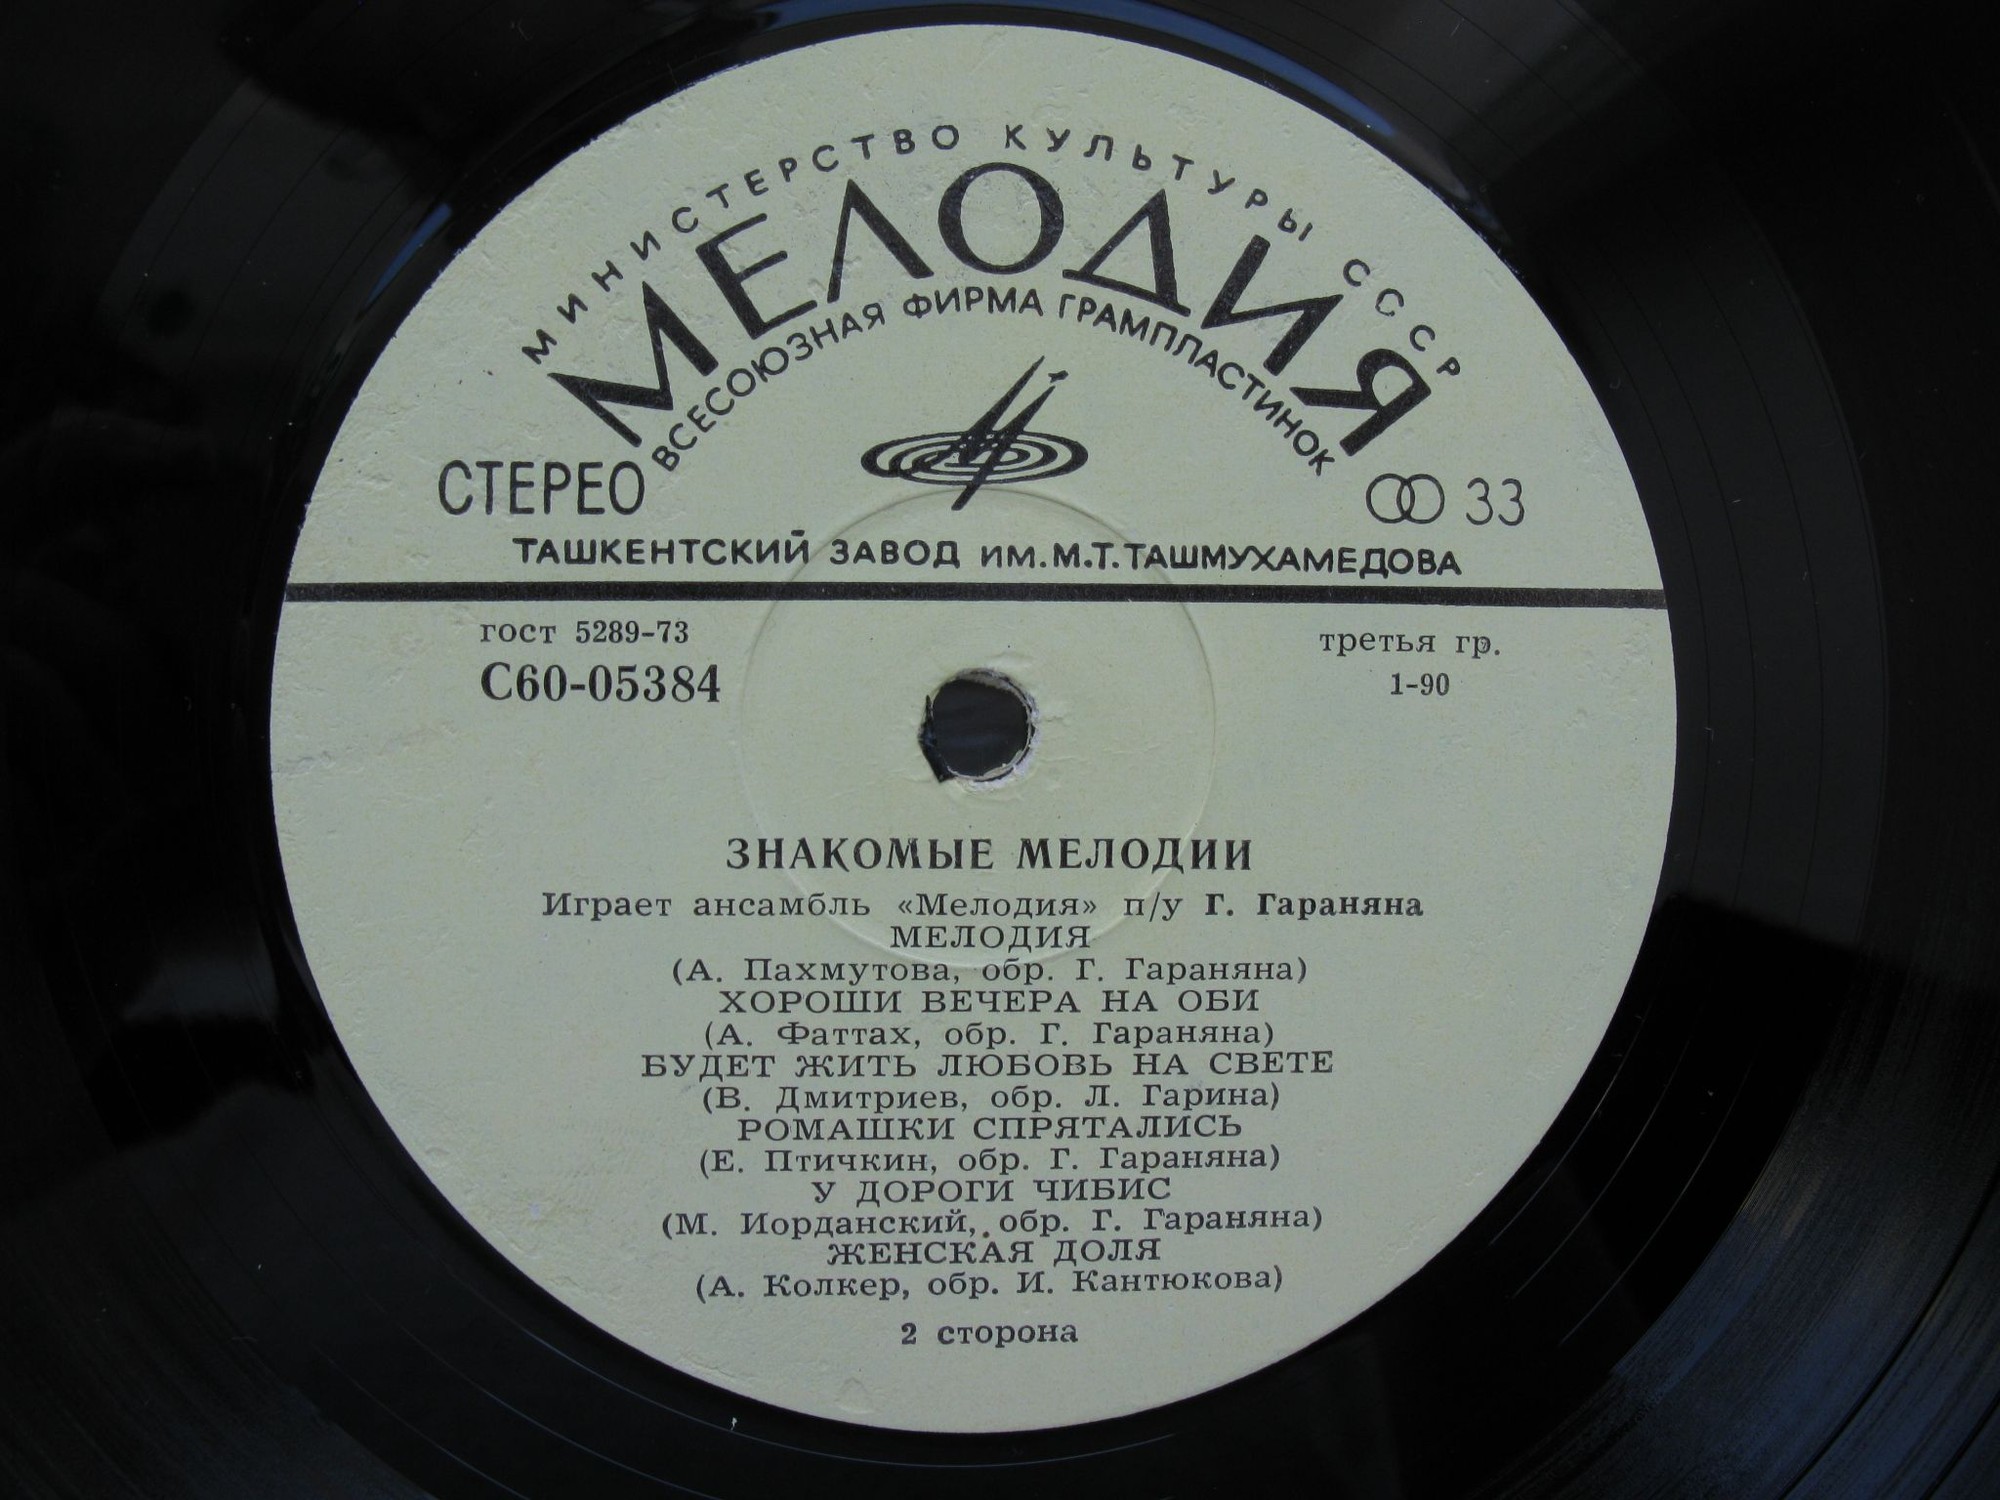 МИНИСТЕРСТВО КУЛЬТУРЫ СССР
МЕЛОДИЯ
ВСЕСОЮЗНАЯ ФИРМА ГРАМПЛАСТИНОК
СТЕРЕО 33
ТАШКЕНТСКИЙ ЗАВОД ИМ.М.Т.ТАШМУХАМЕДОВА
гост 5289-73 третья гр.
С60-05384 1-90
ЗНАКОМЫЕ МЕЛОДИИ
Играет ансамбль «Мелодия» п/у Г. Гараняна
МЕЛОДИЯ
(А. Пахмутова, обр. Г. Гараняна)
ХОРОШИ ВЕЧЕРА НА ОБИ
(А. Фаттах, обр. Г. Гараняна)
БУДЕТ ЖИТЬ ЛЮБОВЬ НА СВЕТЕ
(В. Дмитриев, обр. Л. Гарина)
РОМАШКИ СПРЯТАЛИСЬ
(Е. Птичкин, обр. Г. Гараняна)
У ДОРОГИ ЧИБИС
(М. Иорданский, обр. Г. Гараняна)
ЖЕНСКАЯ ДОЛЯ
(А. Колкер, обр. И. Кантюкова)
2 сторона